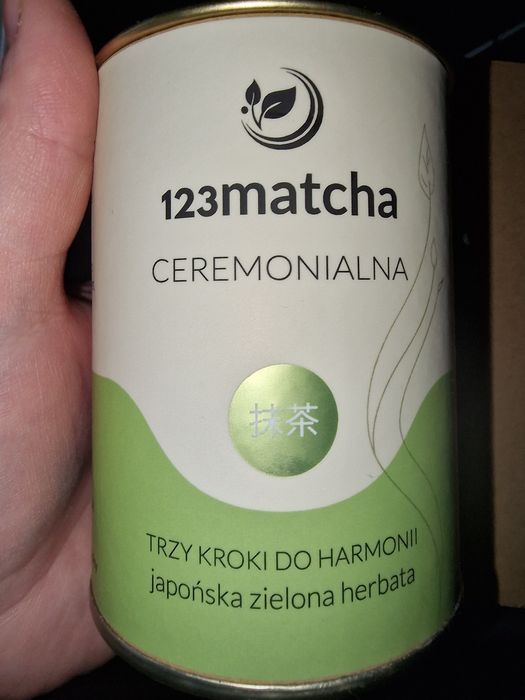 123matcha
CEREMONIALNA
抹茶
TRZY KROKI DO HARMONII
japońska zielona herbata